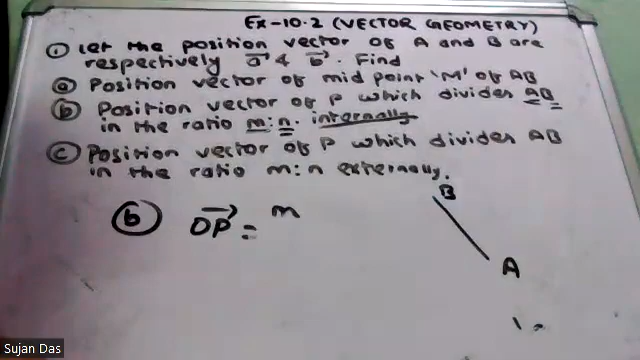 Ex-10.2 (VECTOR GEOMETRY)
① Let the position vector of A and B are
respectively a⃗ & b⃗. Find
ⓐ Position vector of mid point 'M' of AB
ⓑ Position vector of P which divides AB
in the ratio m:n. internally
ⓒ Position vector of P which divides AB
in the ratio m:n externally.
B
ⓑ OP⃗ = m
A
Sujan Das